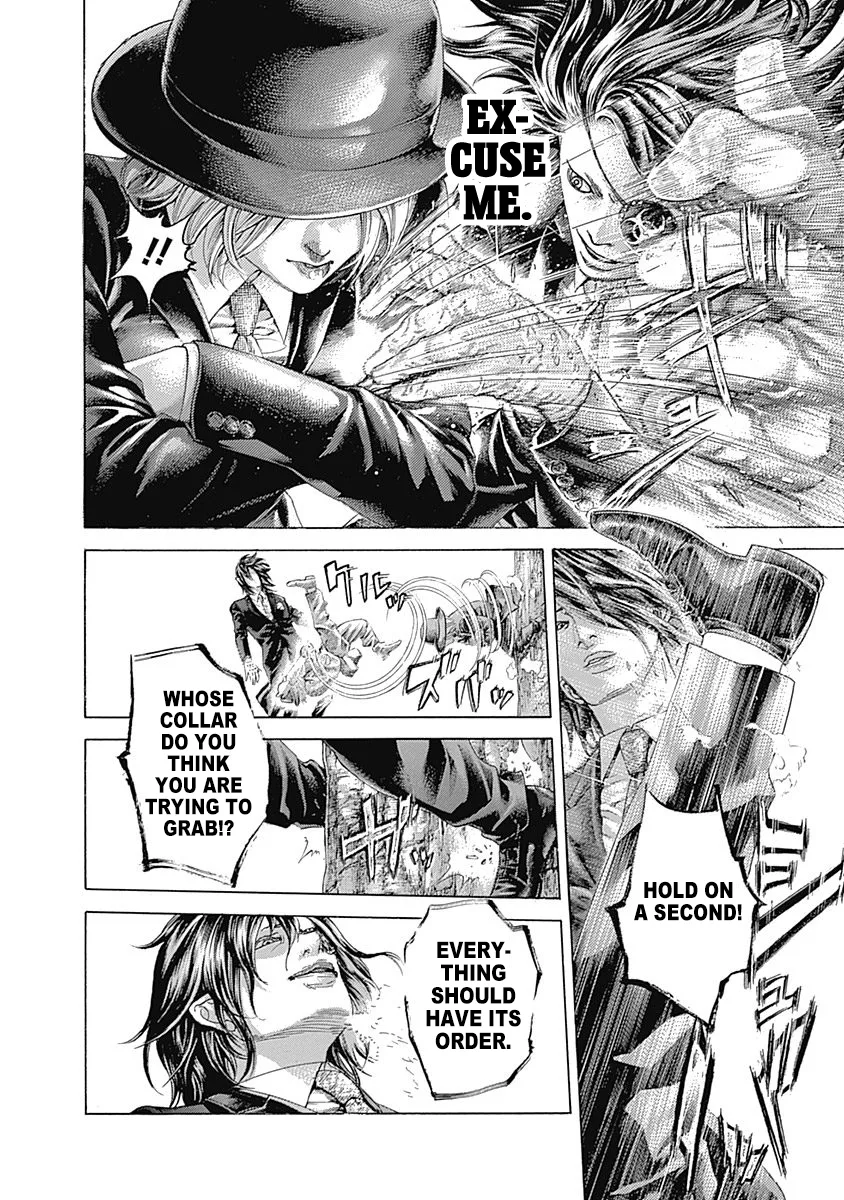 EX-
CUSE
ME.
!!
HOLD ON
A SECOND!
WHOSE
COLLAR
DO YOU
THINK
YOU ARE
TRYING TO
GRAB!?
EVERY-
THING
SHOULD
HAVE ITS
ORDER.